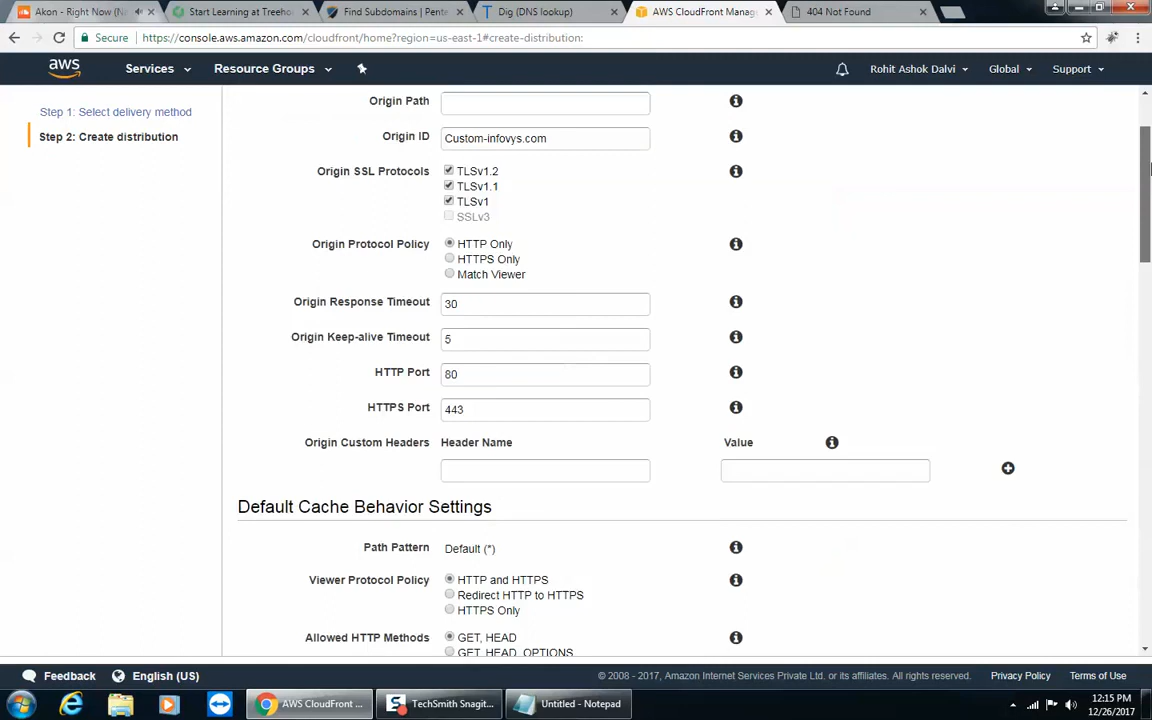 Akon - Right Now (N
Start Learning at Treeho
Find Subdomains | Pente
Dig (DNS lookup)
AWS CloudFront Manag
404 Not Found
Secure
https://console.aws.amazon.com/cloudfront/home?region=us-east-1#create-distribution:
aws
Services
Resource Groups
Rohit Ashok Dalvi
Global
Support
Step 1: Select delivery method
Step 2: Create distribution
Origin Path
Origin ID
Custom-infovys.com
Origin SSL Protocols
TLSv1.2
TLSv1.1
TLSv1
SSLv3
Origin Protocol Policy
HTTP Only
HTTPS Only
Match Viewer
Origin Response Timeout
30
Origin Keep-alive Timeout
5
HTTP Port
80
HTTPS Port
443
Origin Custom Headers
Header Name
Value
Default Cache Behavior Settings
Path Pattern
Default (*)
Viewer Protocol Policy
HTTP and HTTPS
Redirect HTTP to HTTPS
HTTPS Only
Allowed HTTP Methods
GET, HEAD
GET, HEAD, OPTIONS
Feedback
English (US)
© 2008 - 2017, Amazon Internet Services Private Ltd. or its affiliates. All rights reserved.
Privacy Policy
Terms of Use
AWS CloudFront ...
TechSmith Snagit...
Untitled - Notepad
12:15 PM
12/26/2017